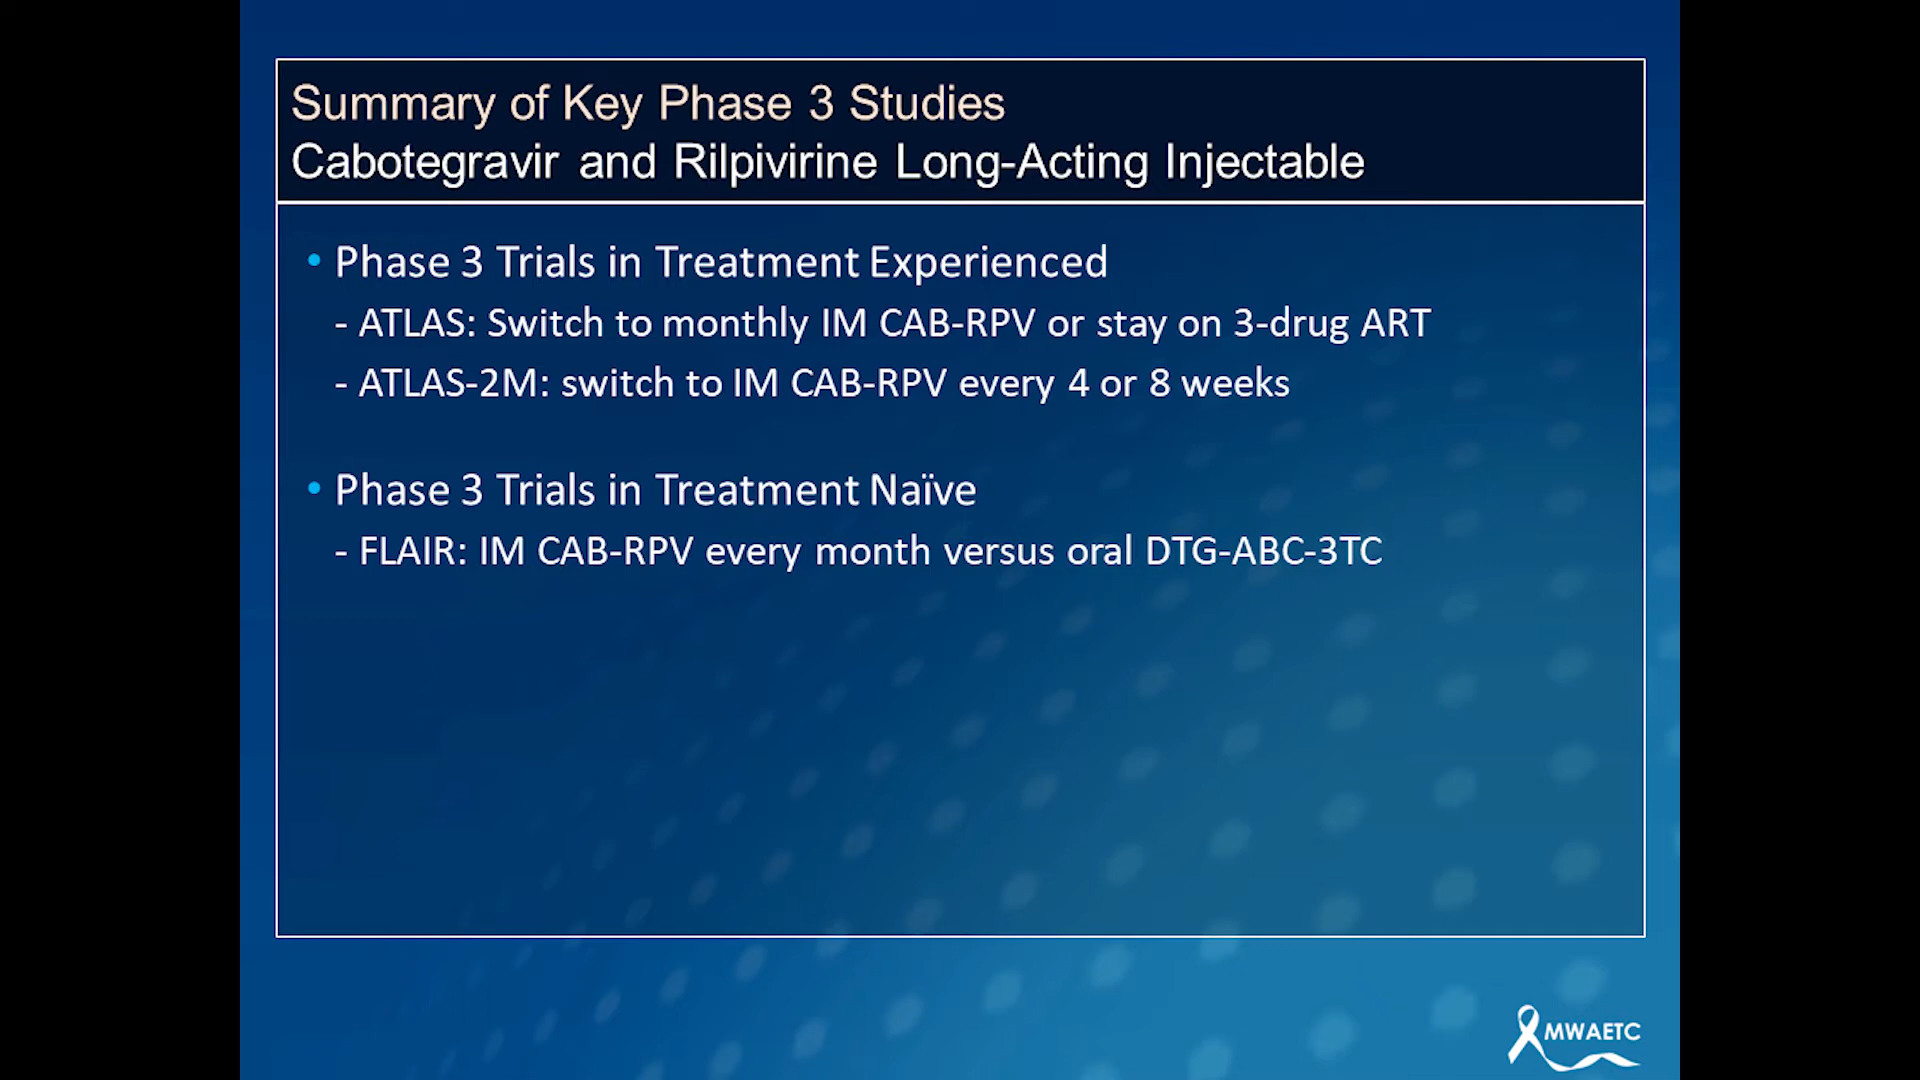 Summary of Key Phase 3 Studies
Cabotegravir and Rilpivirine Long-Acting Injectable
• Phase 3 Trials in Treatment Experienced
- ATLAS: Switch to monthly IM CAB-RPV or stay on 3-drug ART
- ATLAS-2M: switch to IM CAB-RPV every 4 or 8 weeks
• Phase 3 Trials in Treatment Naïve
- FLAIR: IM CAB-RPV every month versus oral DTG-ABC-3TC
MWAETC